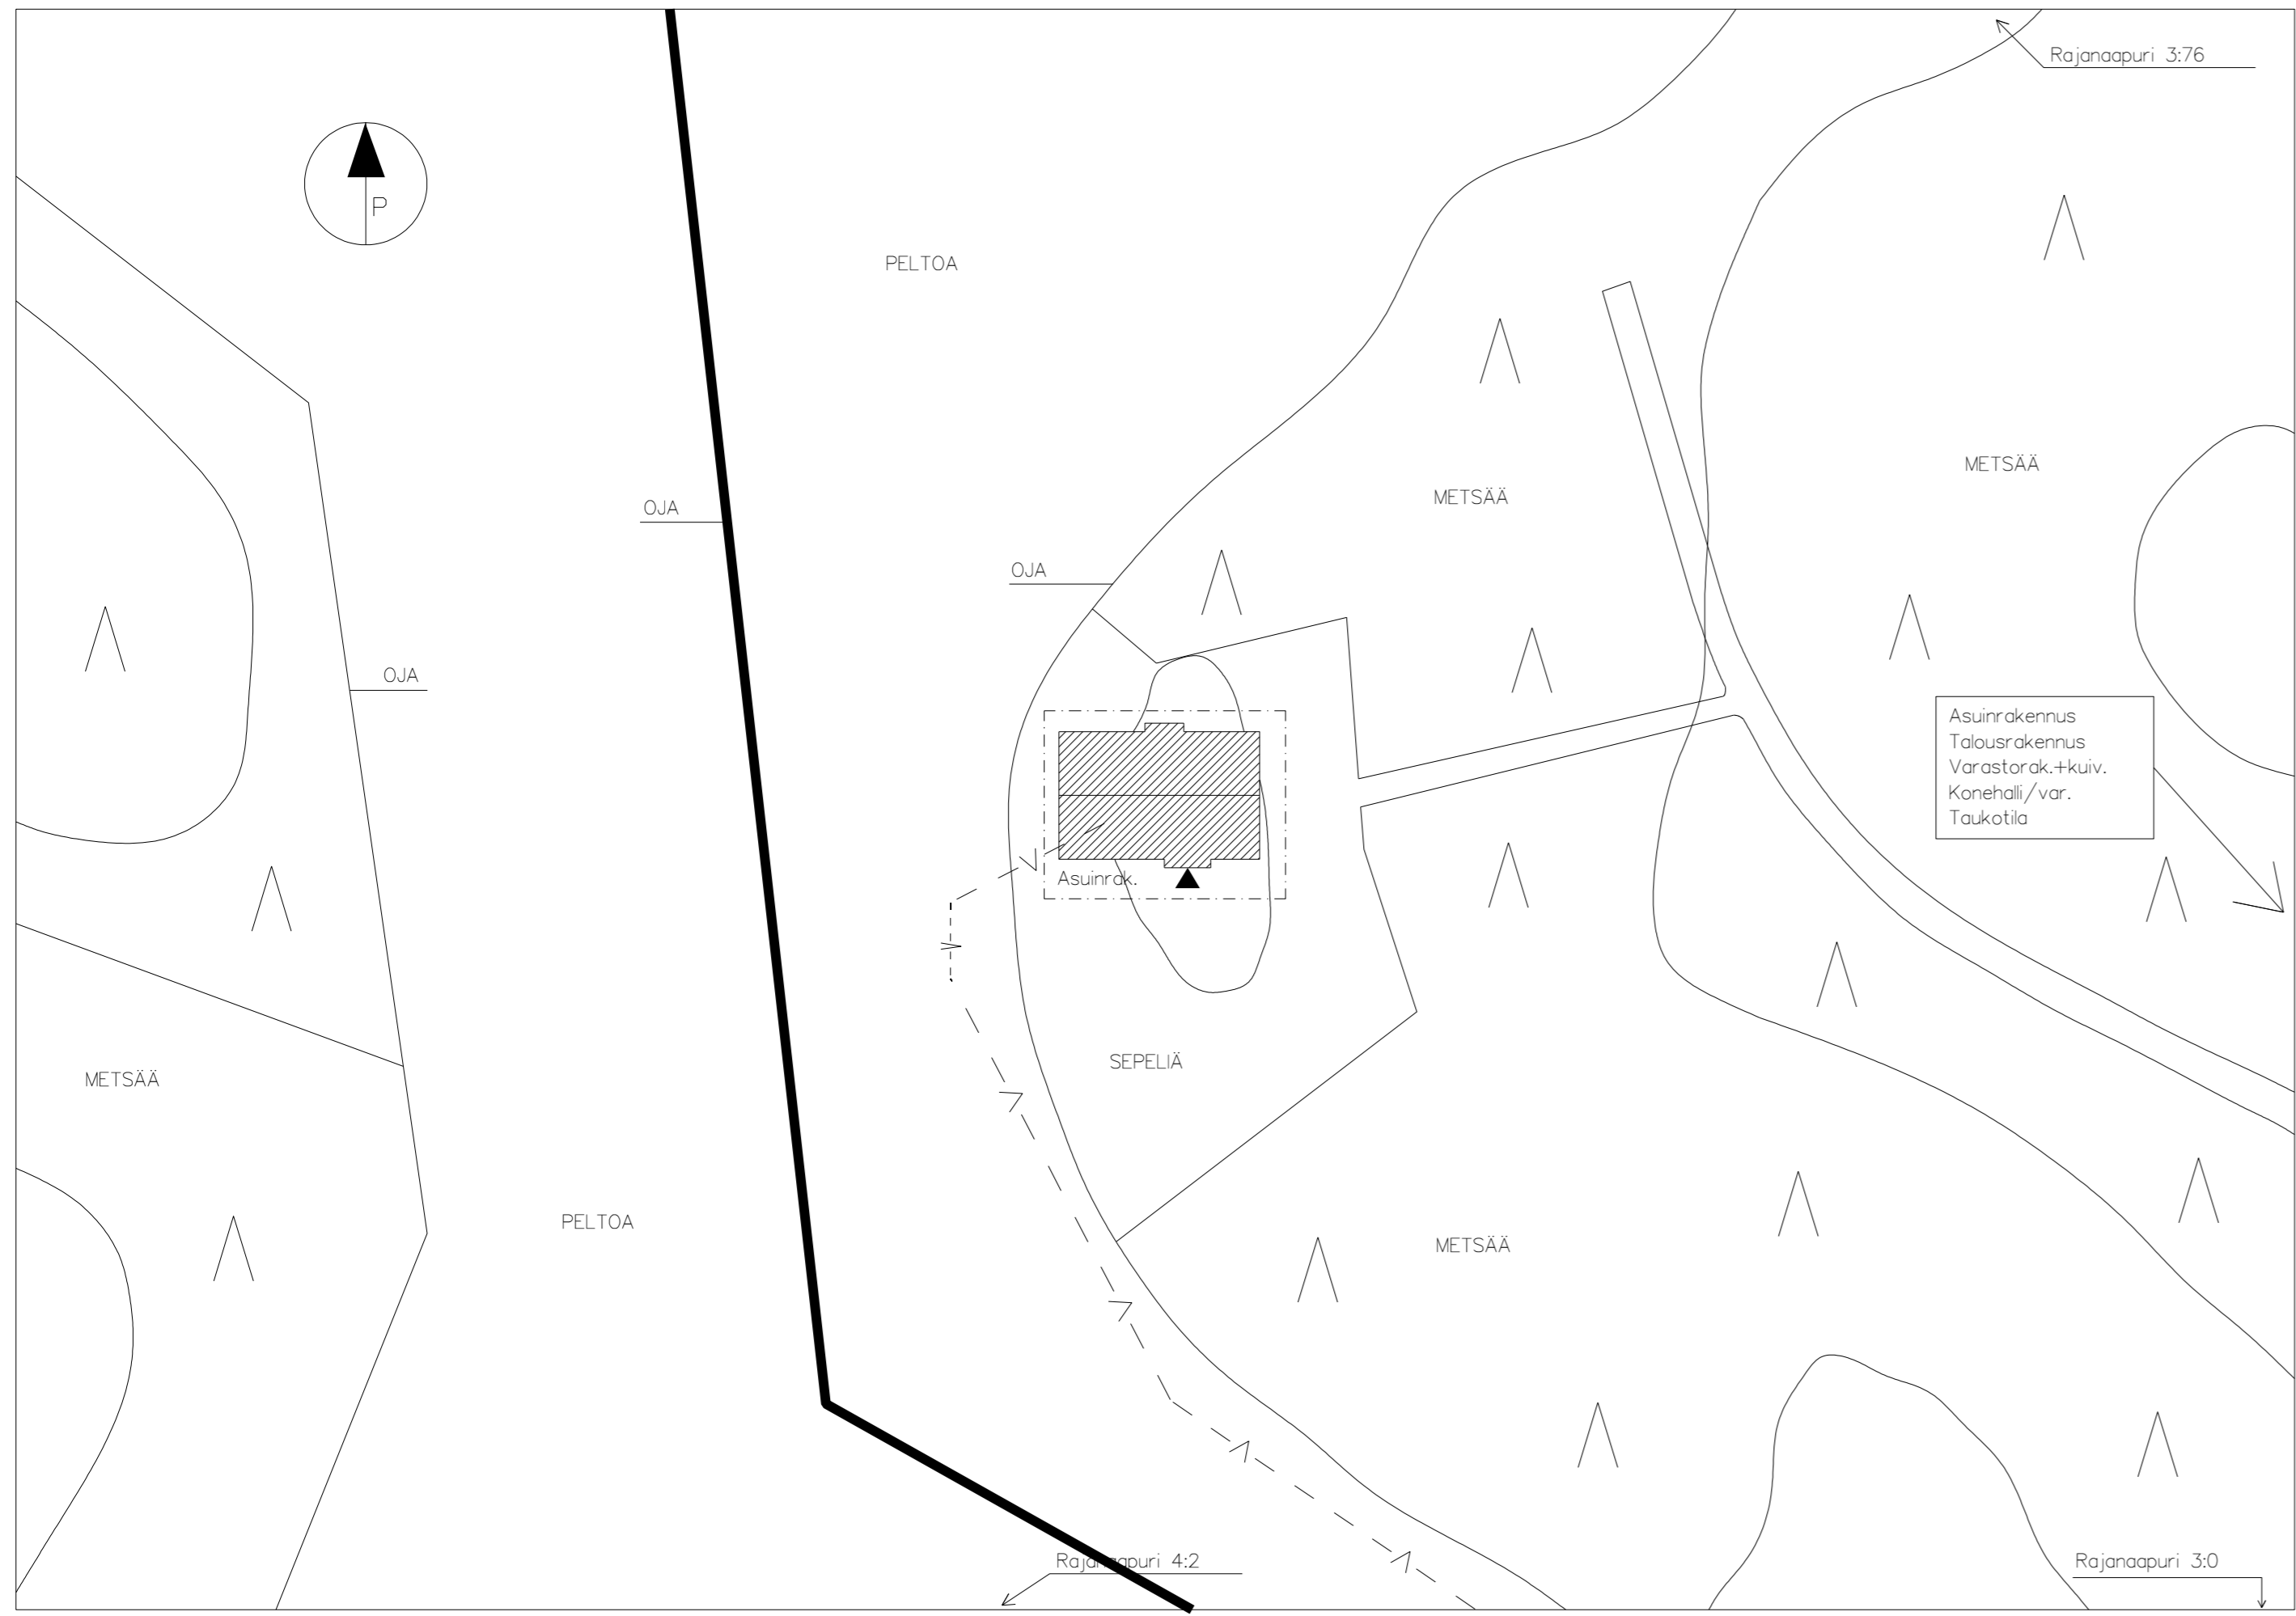 Rajanaapuri 3:76
P
PELTOA
METSÄÄ
METSÄÄ
OJA
OJA
OJA
Asuinrakennus
Talousrakennus
Varastorak.+kuiv.
Konehalli/var.
Taukotila
Asuinrak.
SEPELIÄ
METSÄÄ
PELTOA
METSÄÄ
Rajanaapuri 4:2
Rajanaapuri 3:0